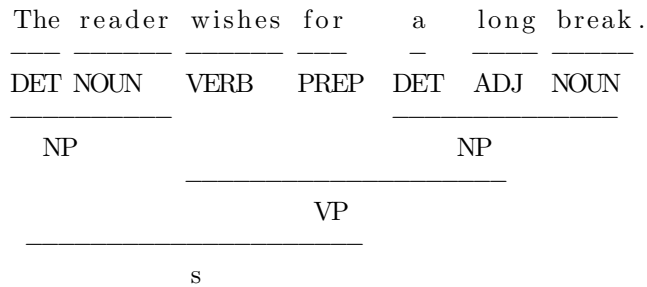 The reader wishes for a long break.
DET NOUN VERB PREP DET ADJ NOUN
NP NP
VP
s